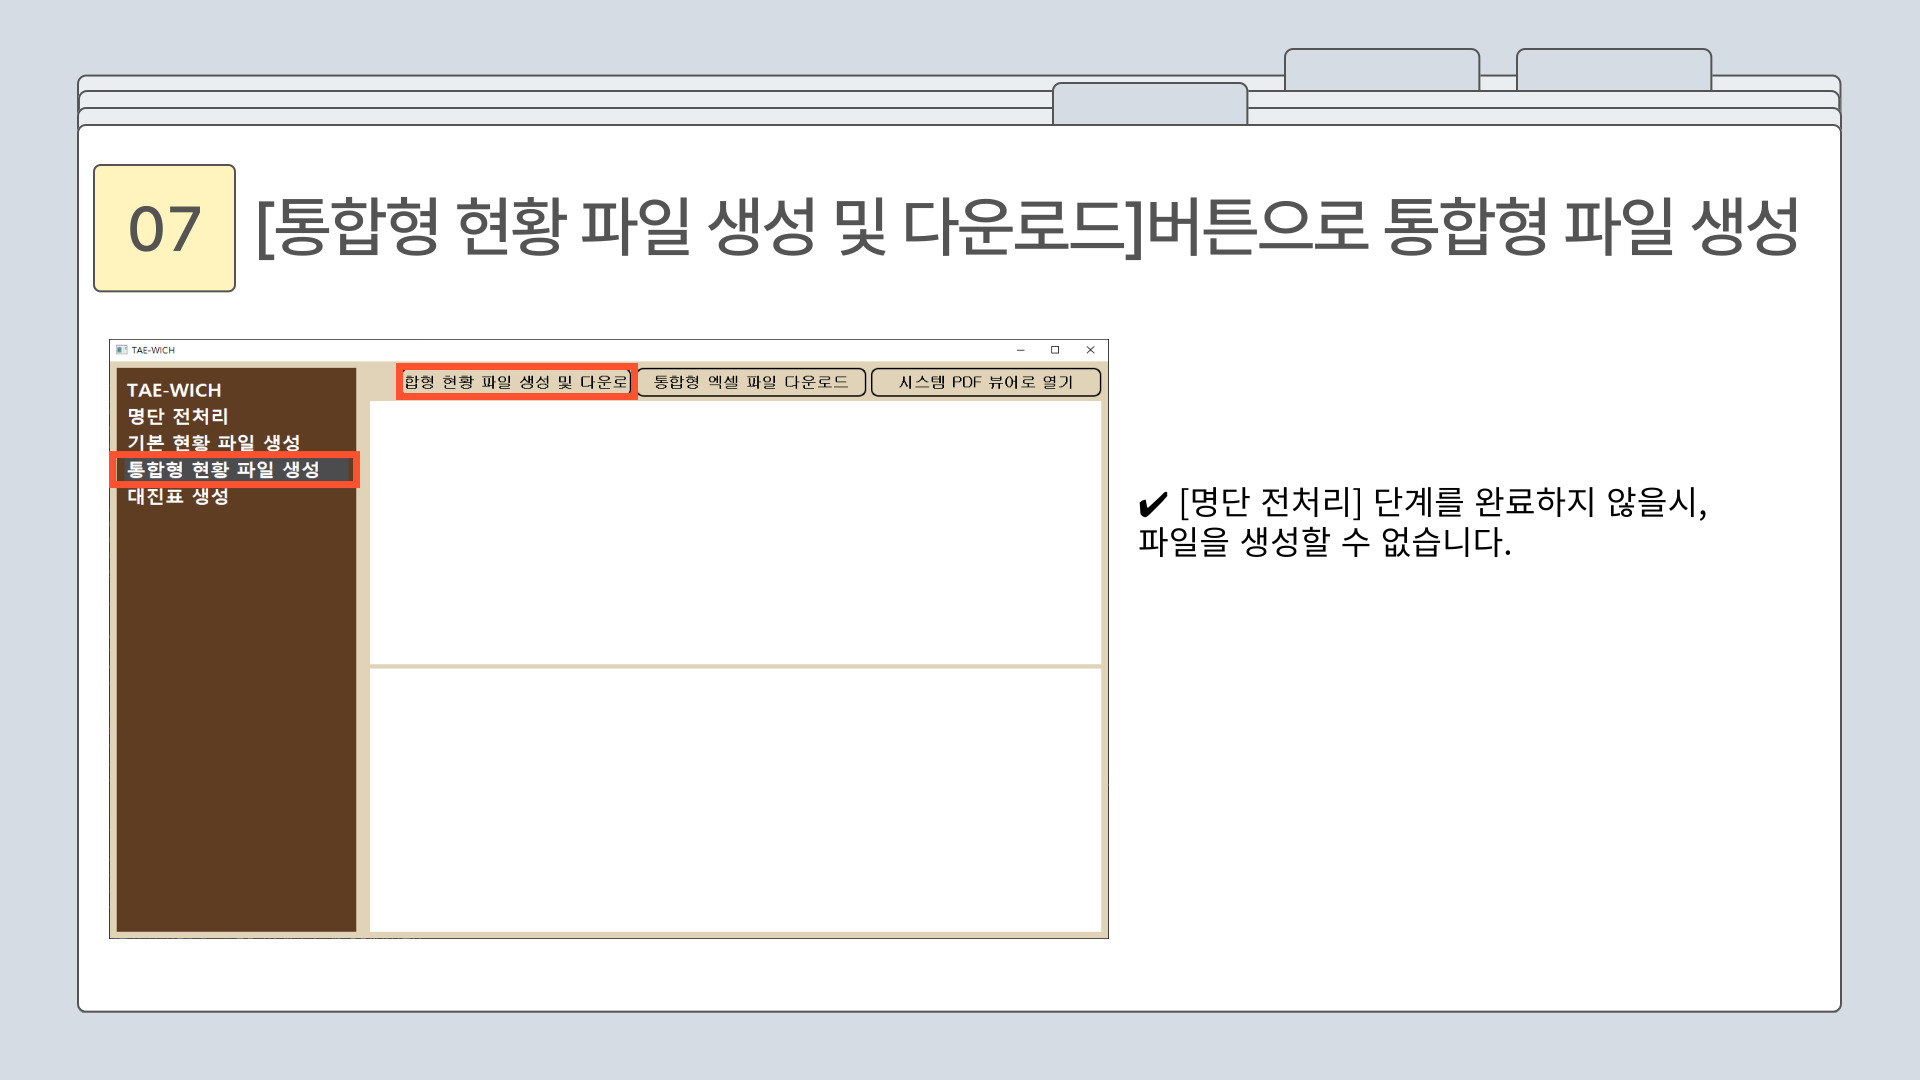 07
[통합형 현황 파일 생성 및 다운로드]버튼으로 통합형 파일 생성
TAE-WICH
TAE-WICH
명단 전처리
기본 현황 파일 생성
통합형 현황 파일 생성
대진표 생성
합형 현황 파일 생성 및 다운로
통합형 엑셀 파일 다운로드
시스템 PDF 뷰어로 열기
✔ [명단 전처리] 단계를 완료하지 않을시,
파일을 생성할 수 없습니다.